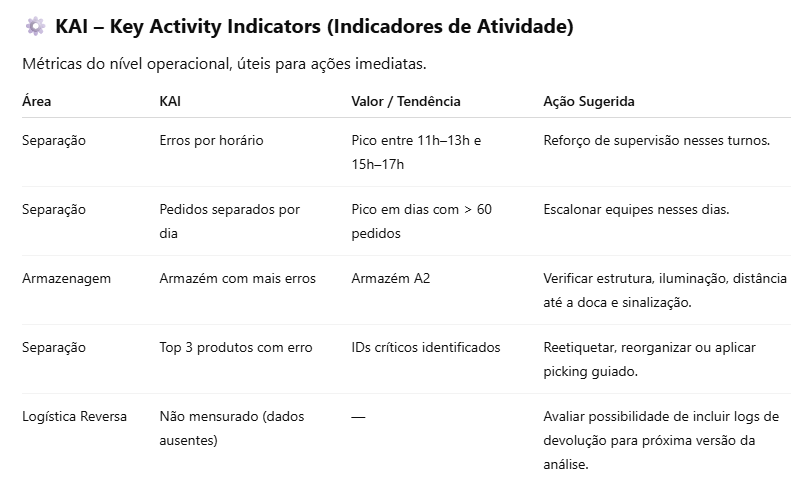 KAI – Key Activity Indicators (Indicadores de Atividade)
Métricas do nível operacional, úteis para ações imediatas.
Área KAI Valor / Tendência Ação Sugerida
Separação Erros por horário Pico entre 11h–13h e Reforço de supervisão nesses turnos.
15h–17h
Separação Pedidos separados por Pico em dias com > 60 Escalonar equipes nesses dias.
dia pedidos
Armazenagem Armazém com mais erros Armazém A2 Verificar estrutura, iluminação, distância
até a doca e sinalização.
Separação Top 3 produtos com erro IDs críticos identificados Reetiquetar, reorganizar ou aplicar
picking guiado.
Logística Reversa Não mensurado (dados — Avaliar possibilidade de incluir logs de
ausentes) devolução para próxima versão da
análise.